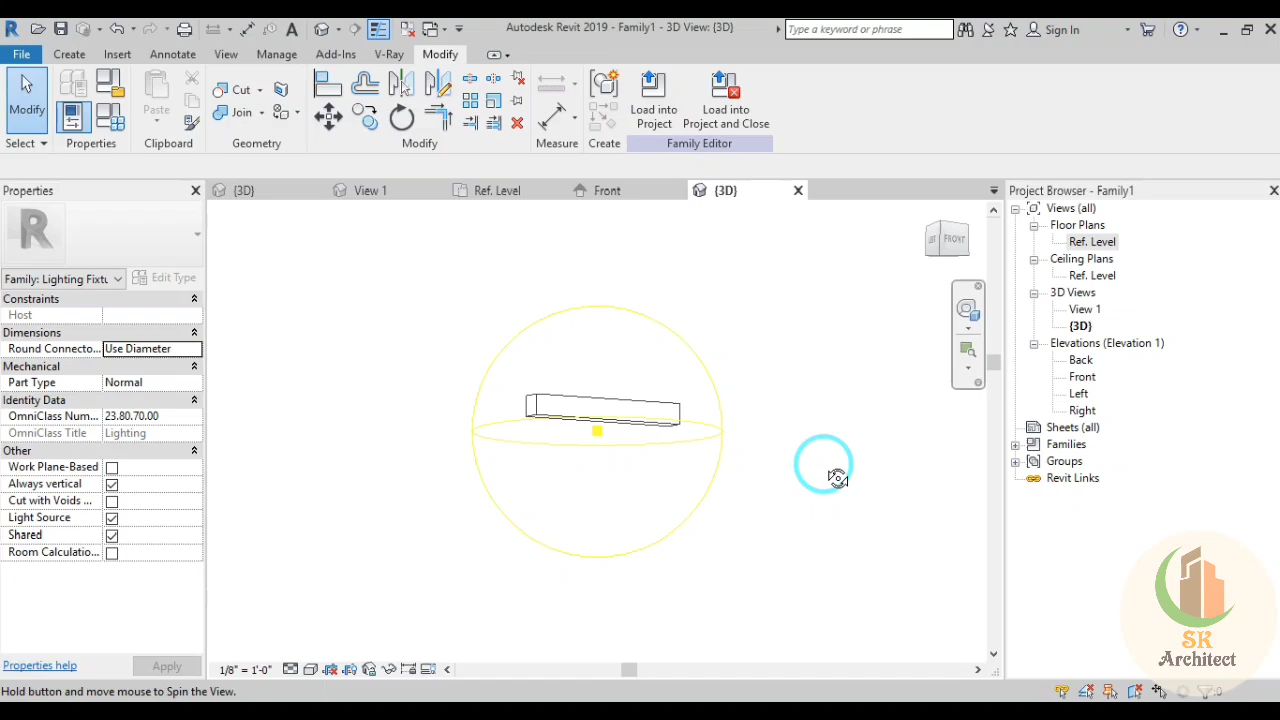 Autodesk Revit 2019 - Family1 - 3D View: {3D}
Type a keyword or phrase
Sign In
File Create Insert Annotate View Manage Add-Ins V-Ray Modify
Modify
Paste
Cut
Join
Load into Project
Load into Project and Close
Select Properties Clipboard Geometry Modify Measure Create Family Editor
Properties
{3D} View 1 Ref. Level Front {3D}
Project Browser - Family1
R
Family: Lighting Fixtu
Edit Type
Constraints
Host
Dimensions
Round Connecto... Use Diameter
Mechanical
Part Type Normal
Identity Data
OmniClass Num... 23.80.70.00
OmniClass Title Lighting
Other
Work Plane-Based
Always vertical
Cut with Voids ...
Light Source
Shared
Room Calculatio...
Properties help
Apply
FRONT
Views (all)
Floor Plans
Ref. Level
Ceiling Plans
Ref. Level
3D Views
View 1
{3D}
Elevations (Elevation 1)
Back
Front
Left
Right
Sheets (all)
Families
Groups
Revit Links
SK
Architect
1/8" = 1'-0"
Hold button and move mouse to Spin the View.
:0